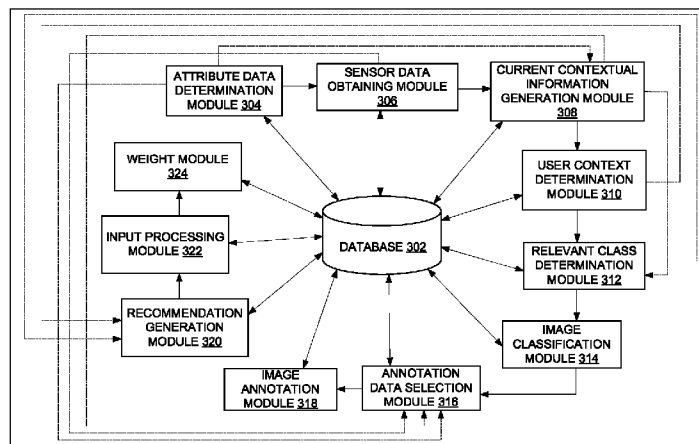 ATTRIBUTE DATA
DETERMINATION
MODULE 304
SENSOR DATA
OBTAINING MODULE
306
CURRENT CONTEXTUAL
INFORMATION
GENERATION MODULE
308
WEIGHT MODULE
324
USER CONTEXT
DETERMINATION
MODULE 310
INPUT PROCESSING
MODULE 322
DATABASE 302
RELEVANT CLASS
DETERMINATION
MODULE 312
RECOMMENDATION
GENERATION
MODULE 320
IMAGE
CLASSIFICATION
MODULE 314
IMAGE
ANNOTATION
MODULE 318
ANNOTATION
DATA SELECTION
MODULE 316